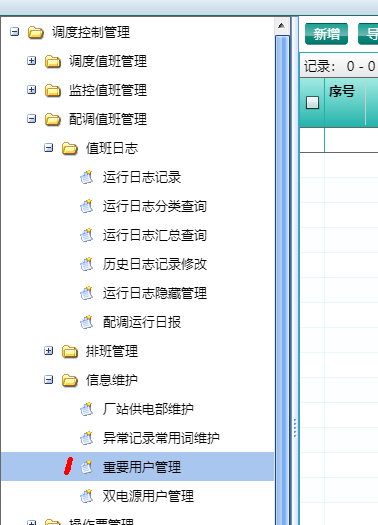 调度控制管理
调度值班管理
监控值班管理
配调值班管理
值班日志
运行日志记录
运行日志分类查询
运行日志汇总查询
历史日志记录修改
运行日志隐藏管理
配调运行日报
排班管理
信息维护
厂站供电部维护
异常记录常用词维护
重要用户管理
双电源用户管理
操作票管理
新增 导
记录： 0 - 0
序号